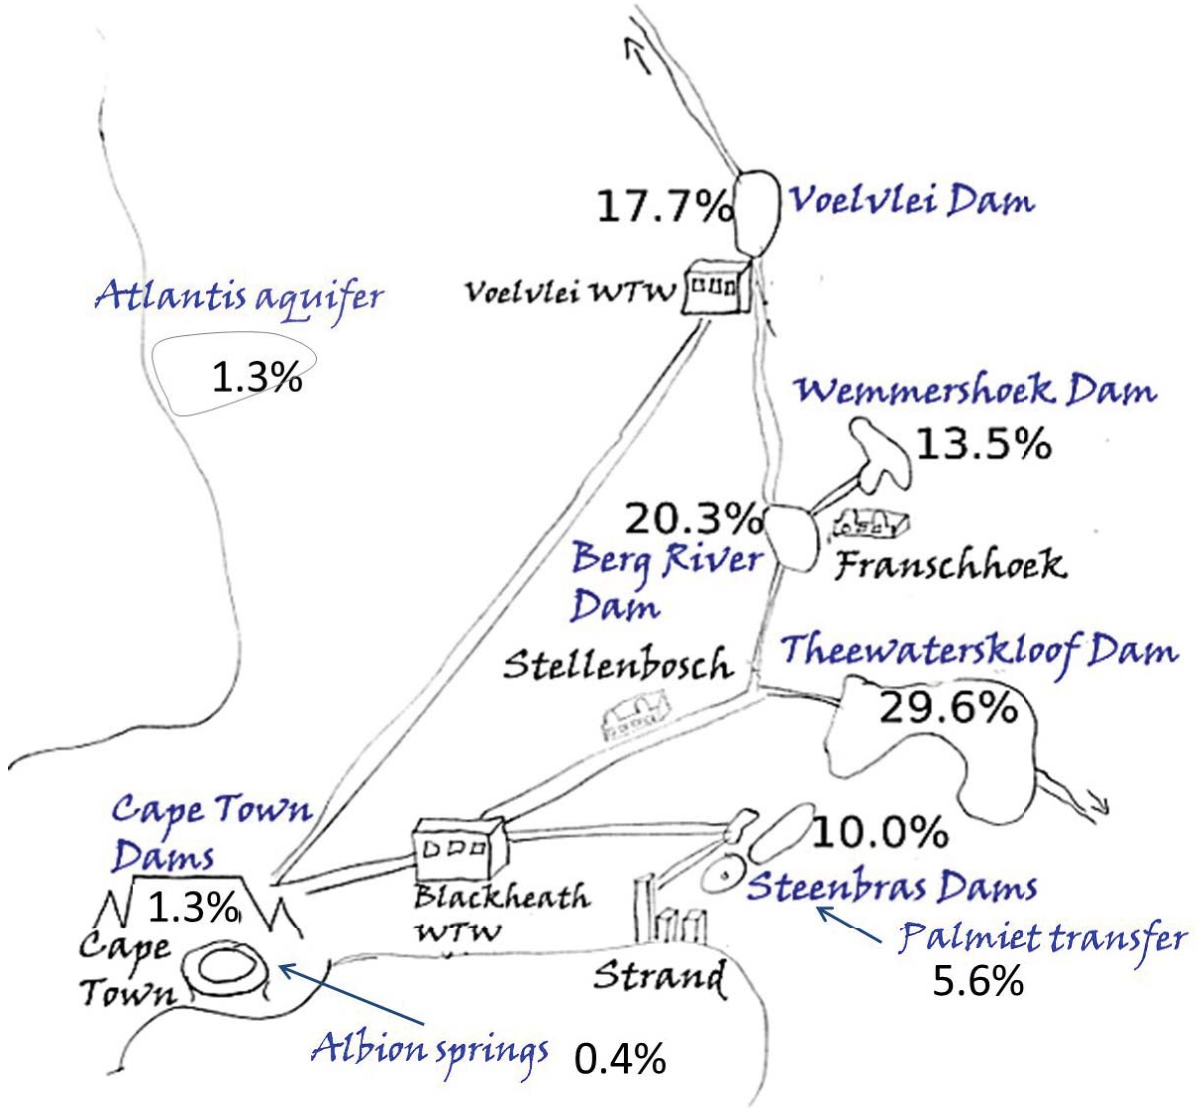 17.7%
Voelvlei Dam
Atlantis aquifer
1.3%
Voelvlei WTW
Wemmershoek Dam
13.5%
20.3%
Berg River
Dam
Franschhoek
Stellenbosch
Theewaterskloof Dam
29.6%
Cape Town
Dams
1.3%
Cape
Town
Blackheath
WTW
10.0%
Steenbras Dams
Palmiet transfer
5.6%
Strand
Albion springs
0.4%